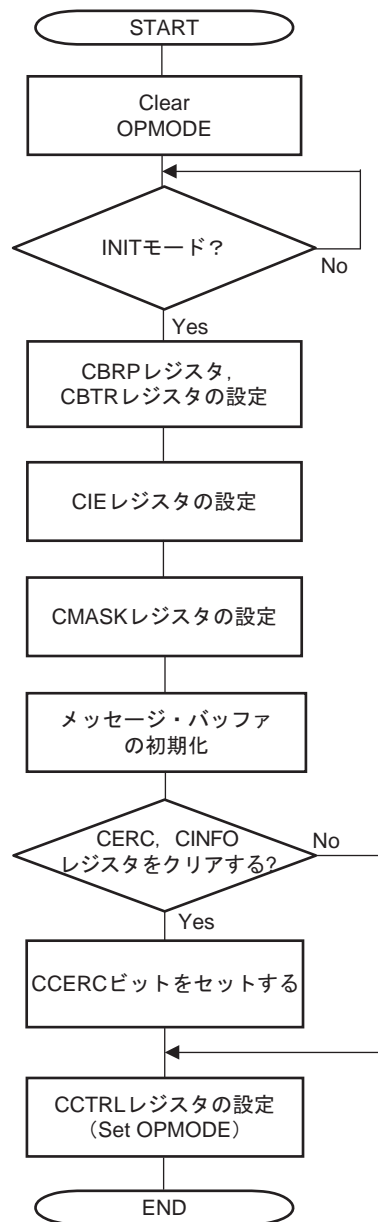 START
Clear
OPMODE
INITモード？
No
Yes
CBRPレジスタ，
CBTRレジスタの設定
CIEレジスタの設定
CMASKレジスタの設定
メッセージ・バッファ
の初期化
CERC，CINFO
レジスタをクリアする?
No
Yes
CCERCビットをセットする
CCTRLレジスタの設定
（Set OPMODE）
END